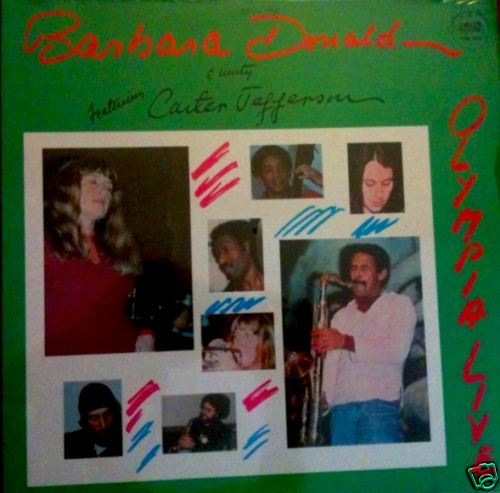 Barbara Donald
& Unity
featuring Carter Jefferson
OLYMPIA LIVE